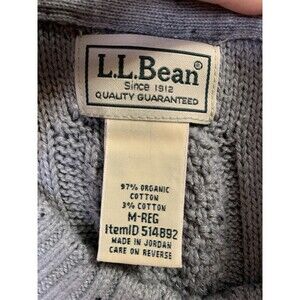 L.L.Bean®
Since 1912
QUALITY GUARANTEED
97% ORGANIC
COTTON
3% COTTON
M-REG
ItemID 514892
MADE IN JORDAN
CARE ON REVERSE